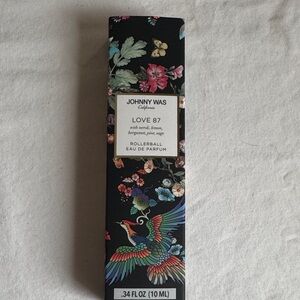 JOHNNY WAS
California
LOVE 87
with neroli, lemon,
bergamot, pear, sage
ROLLERBALL
EAU DE PARFUM
.34 FL OZ (10 ML)